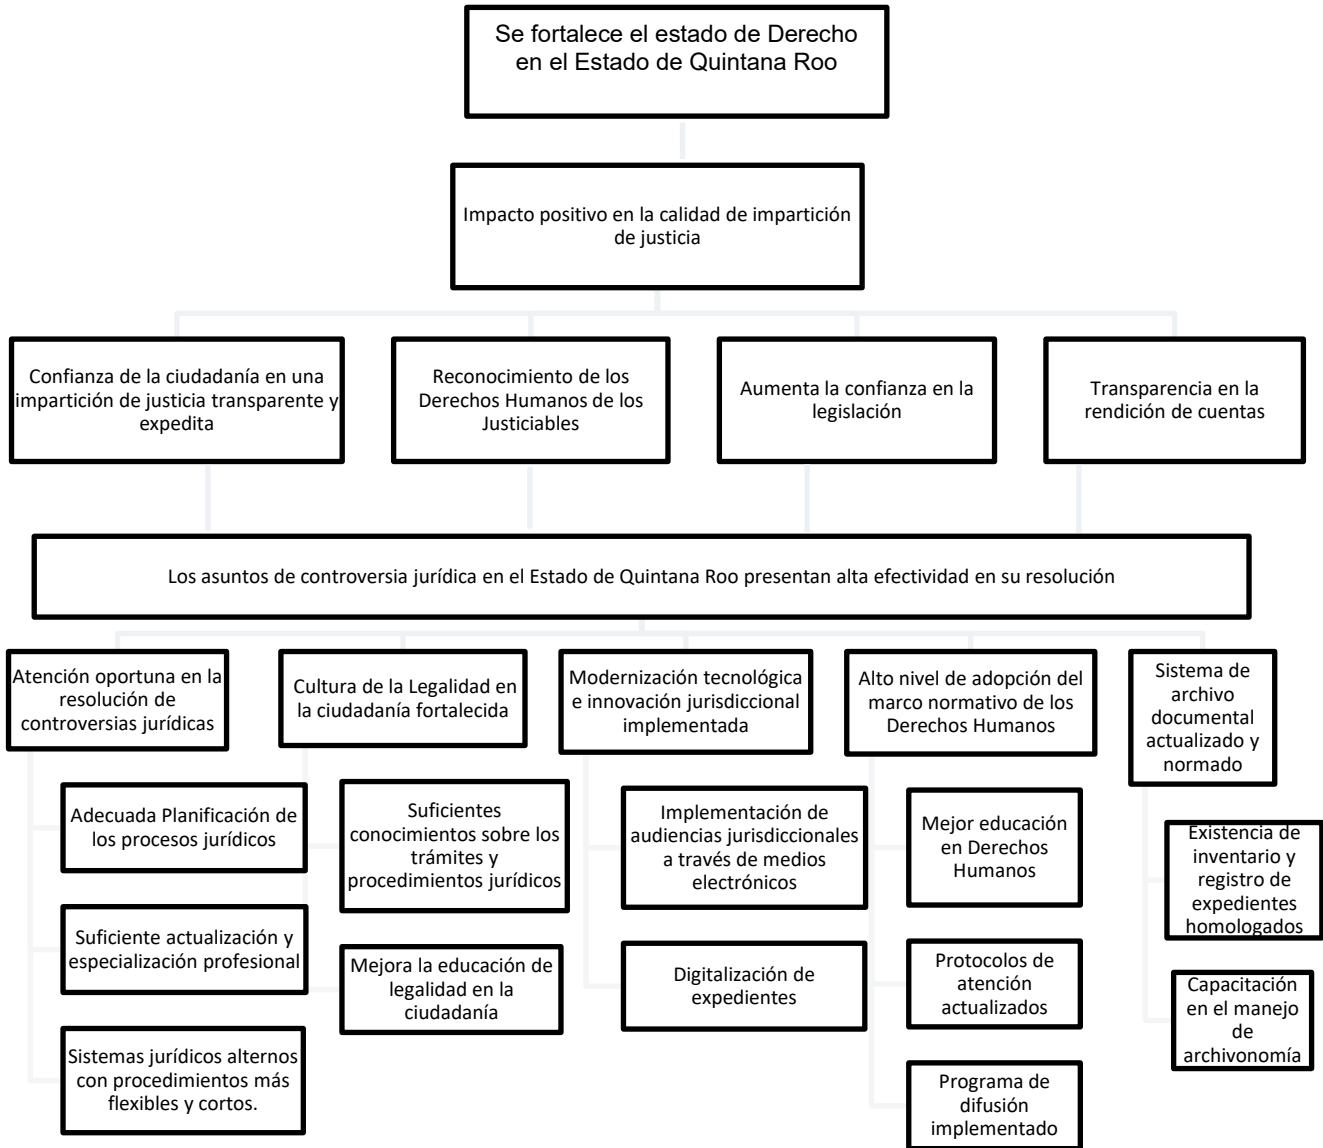 Se fortalece el estado de Derecho
en el Estado de Quintana Roo
Impacto positivo en la calidad de impartición
de justicia
Confianza de la ciudadanía en una
impartición de justicia transparente y
expedita
Reconocimiento de los
Derechos Humanos de los
Justiciables
Aumenta la confianza en la
legislación
Transparencia en la
rendición de cuentas
Los asuntos de controversia jurídica en el Estado de Quintana Roo presentan alta efectividad en su resolución
Atención oportuna en la
resolución de
controversias jurídicas
Adecuada Planificación de
los procesos jurídicos
Suficiente actualización y
especialización profesional
Sistemas jurídicos alternos
con procedimientos más
flexibles y cortos.
Cultura de la Legalidad en
la ciudadanía fortalecida
Suficientes
conocimientos sobre los
trámites y
procedimientos jurídicos
Mejora la educación de
legalidad en la
ciudadanía
Modernización tecnológica
e innovación jurisdiccional
implementada
Implementación de
audiencias jurisdiccionales
a través de medios
electrónicos
Digitalización de
expedientes
Alto nivel de adopción del
marco normativo de los
Derechos Humanos
Mejor educación
en Derechos
Humanos
Protocolos de
atención
actualizados
Programa de
difusión
implementado
Sistema de
archivo
documental
actualizado y
normado
Existencia de
inventario y
registro de
expedientes
homologados
Capacitación
en el manejo
de
archivonomía